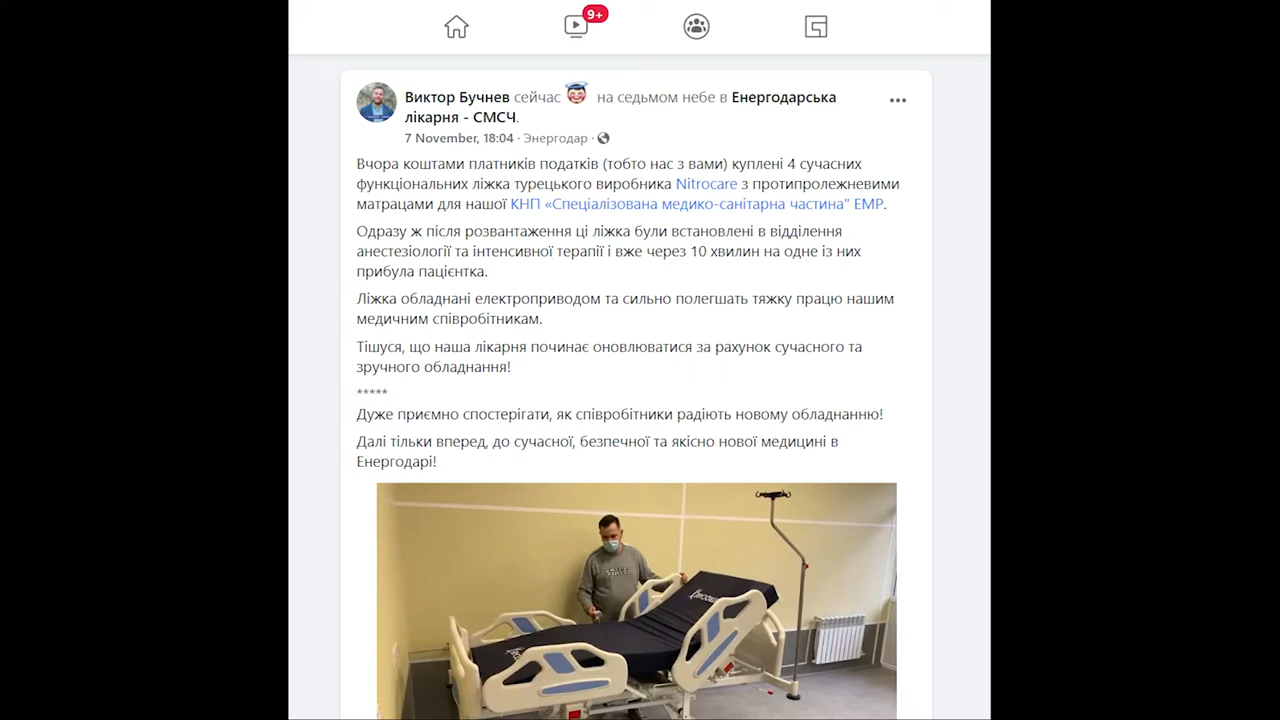 9+
Виктор Бучнев сейчас на седьмом небе в Енергодарська
лікарня - СМСЧ.
7 November, 18:04 · Энергодар ·
Вчора коштами платників податків (тобто нас з вами) куплені 4 сучасних
функціональних ліжка турецького виробника Nitrocare з протипролежневими
матрацами для нашої КНП «Спеціалізована медико-санітарна частина" ЕМР.
Одразу ж після розвантаження ці ліжка були встановлені в відділення
анестезіології та інтенсивної терапії і вже через 10 хвилин на одне із них
прибула пацієнтка.
Ліжка обладнані електроприводом та сильно полегшать тяжку працю нашим
медичним співробітникам.
Тішуся, що наша лікарня починає оновлюватися за рахунок сучасного та
зручного обладнання!
*****
Дуже приємно спостерігати, як співробітники радіють новому обладнанню!
Далі тільки вперед, до сучасної, безпечної та якісно нової медицині в
Енергодарі!